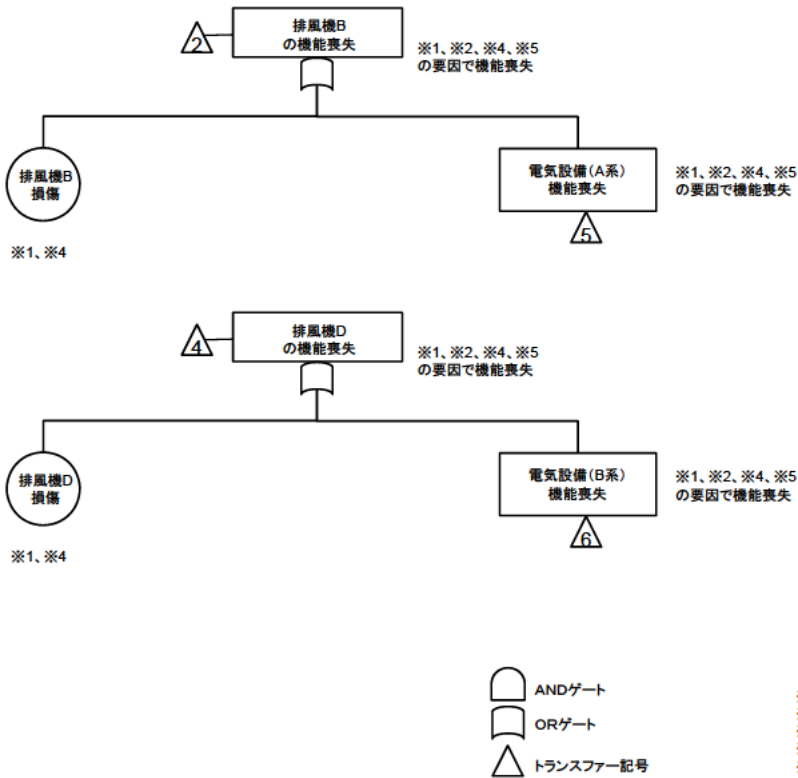 2
排風機B
の機能喪失
※1、※2、※4、※5
の要因で機能喪失
排風機B
損傷
※1、※4
電気設備(A系)
機能喪失
※1、※2、※4、※5
の要因で機能喪失
5
4
排風機D
の機能喪失
※1、※2、※4、※5
の要因で機能喪失
排風機D
損傷
※1、※4
電気設備(B系)
機能喪失
※1、※2、※4、※5
の要因で機能喪失
6
ANDゲート
ORゲート
トランスファー記号